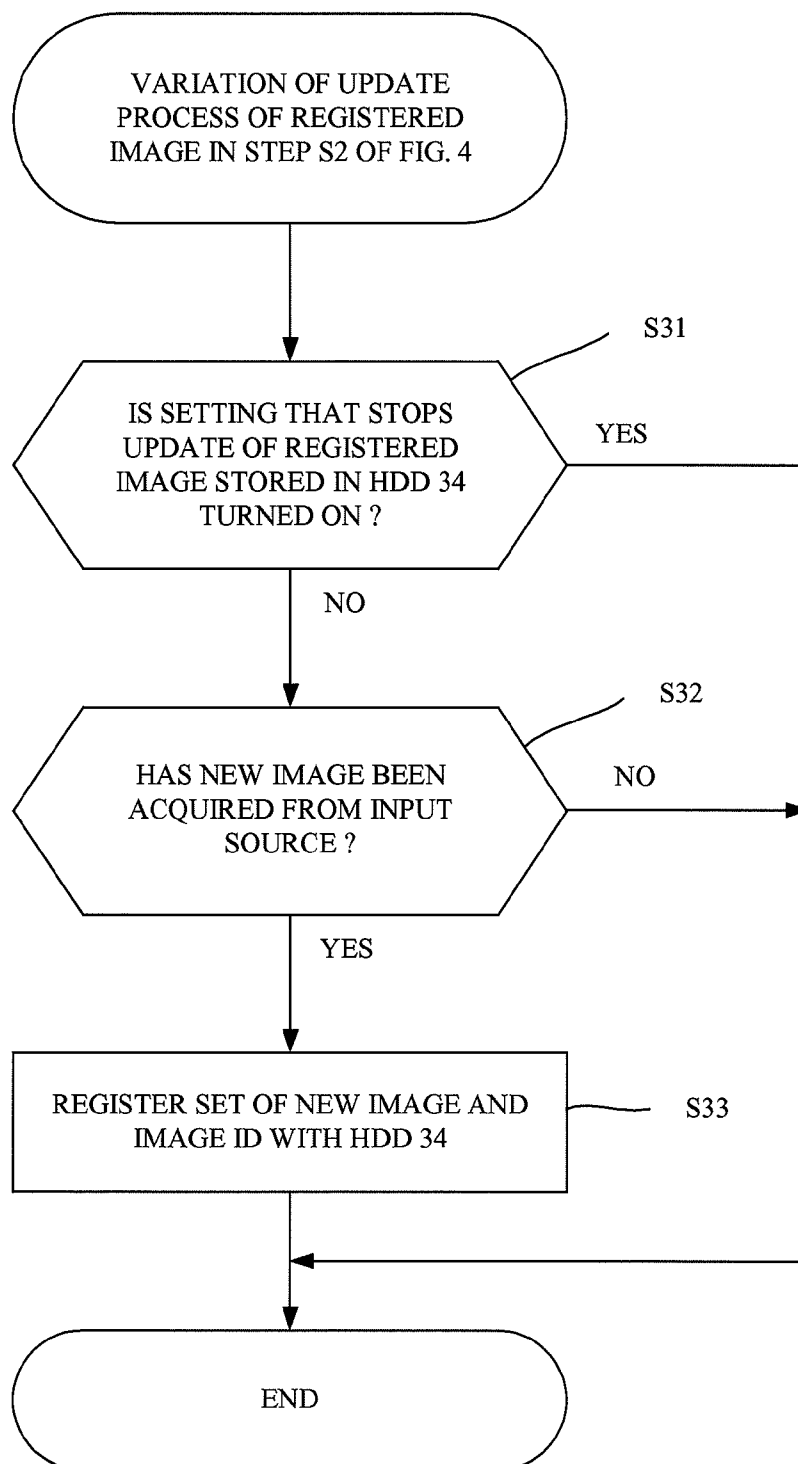 VARIATION OF UPDATE
PROCESS OF REGISTERED
IMAGE IN STEP S2 OF FIG. 4
S31
IS SETTING THAT STOPS
UPDATE OF REGISTERED
IMAGE STORED IN HDD 34
TURNED ON ?
YES
NO
S32
HAS NEW IMAGE BEEN
ACQUIRED FROM INPUT
SOURCE ?
NO
YES
REGISTER SET OF NEW IMAGE AND
IMAGE ID WITH HDD 34
S33
END